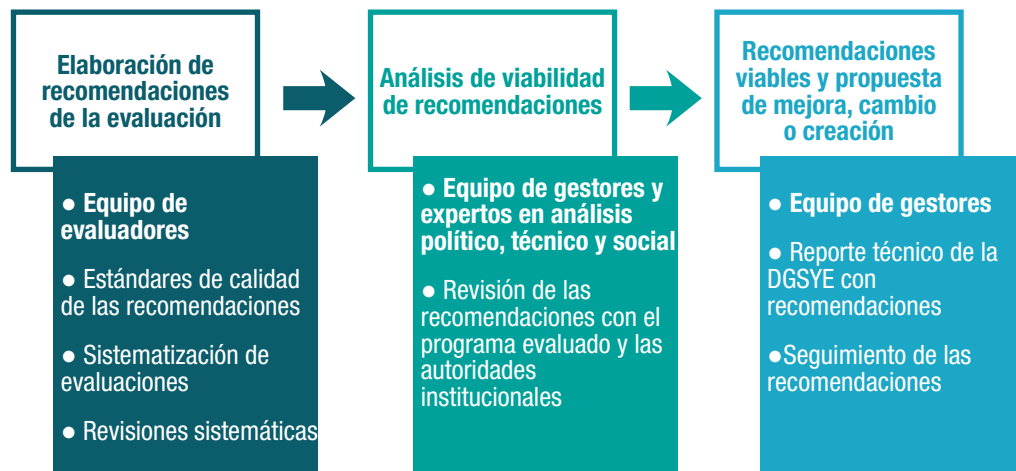 Elaboración de
recomendaciones
de la evaluación
● Equipo de
evaluadores
● Estándares de calidad
de las recomendaciones
● Sistematización de
evaluaciones
● Revisiones sistemáticas
Análisis de viabilidad
de recomendaciones
● Equipo de gestores y
expertos en análisis
político, técnico y social
● Revisión de las
recomendaciones con el
programa evaluado y las
autoridades
institucionales
Recomendaciones
viables y propuesta
de mejora, cambio
o creación
● Equipo de gestores
● Reporte técnico de la
DGSYE con
recomendaciones
●Seguimiento de las
recomendaciones